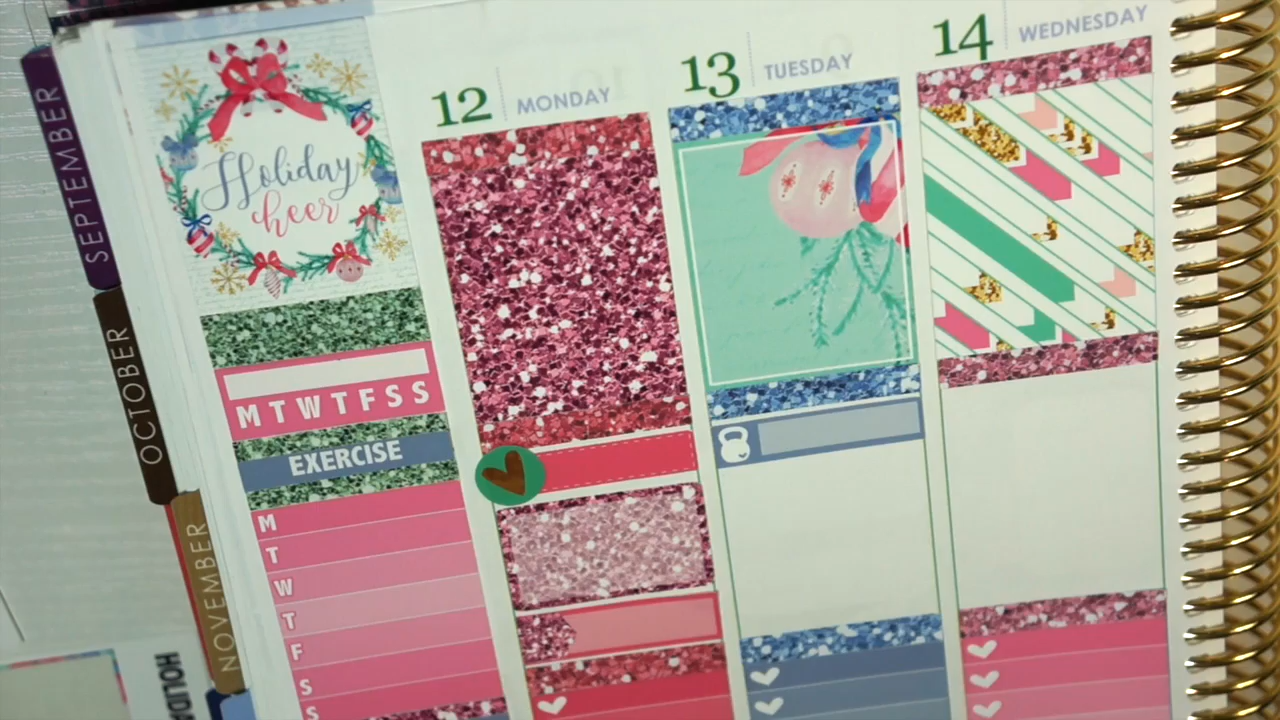 SEPTEMBER
OCTOBER
NOVEMBER
Holiday
cheer
M T W T F S S
EXERCISE
M
T
W
T
F
S
S
12 MONDAY
13 TUESDAY
14 WEDNESDAY